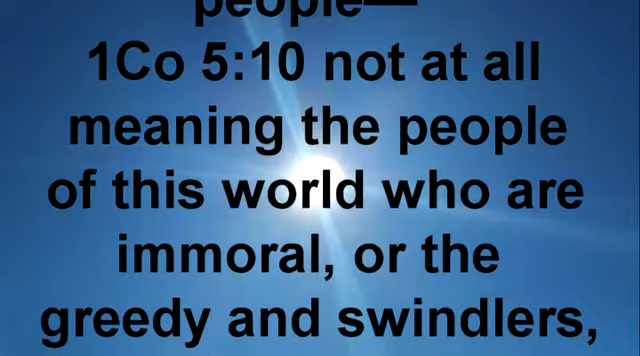 people—
1Co 5:10 not at all
meaning the people
of this world who are
immoral, or the
greedy and swindlers,